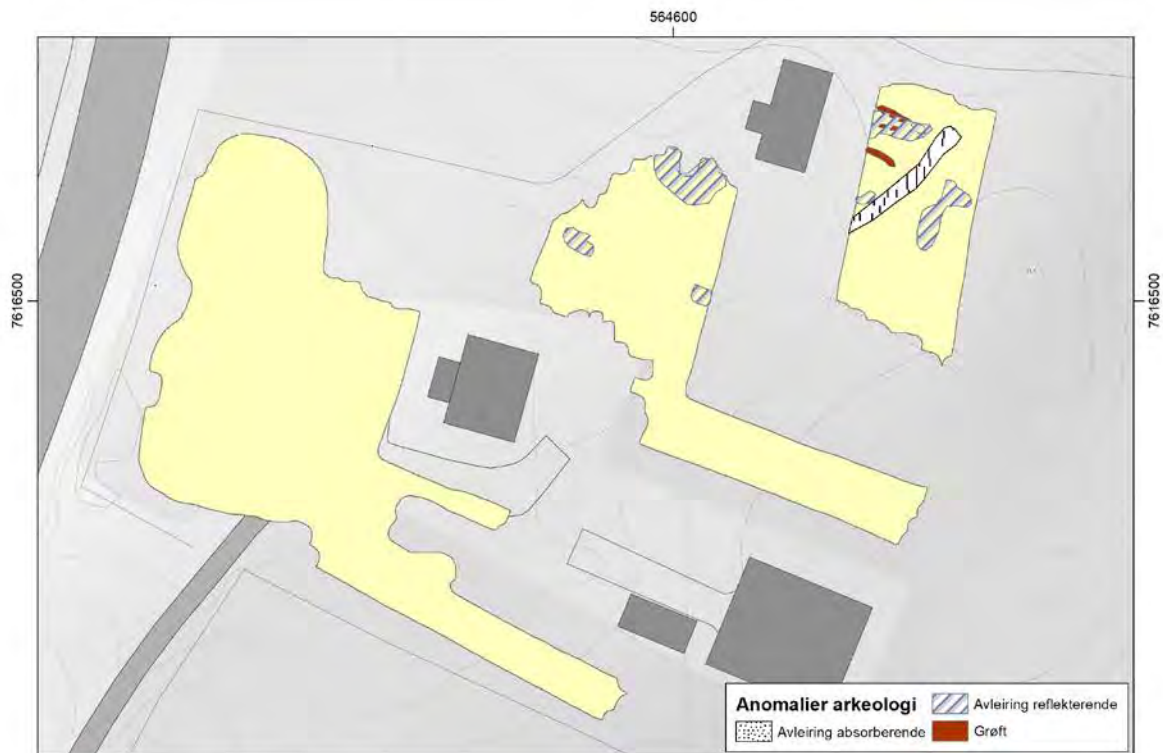 564600
7616500
7616500
Anomalier arkeologi
Avleiring absorberende
Avleiring reflekterende
Grøft